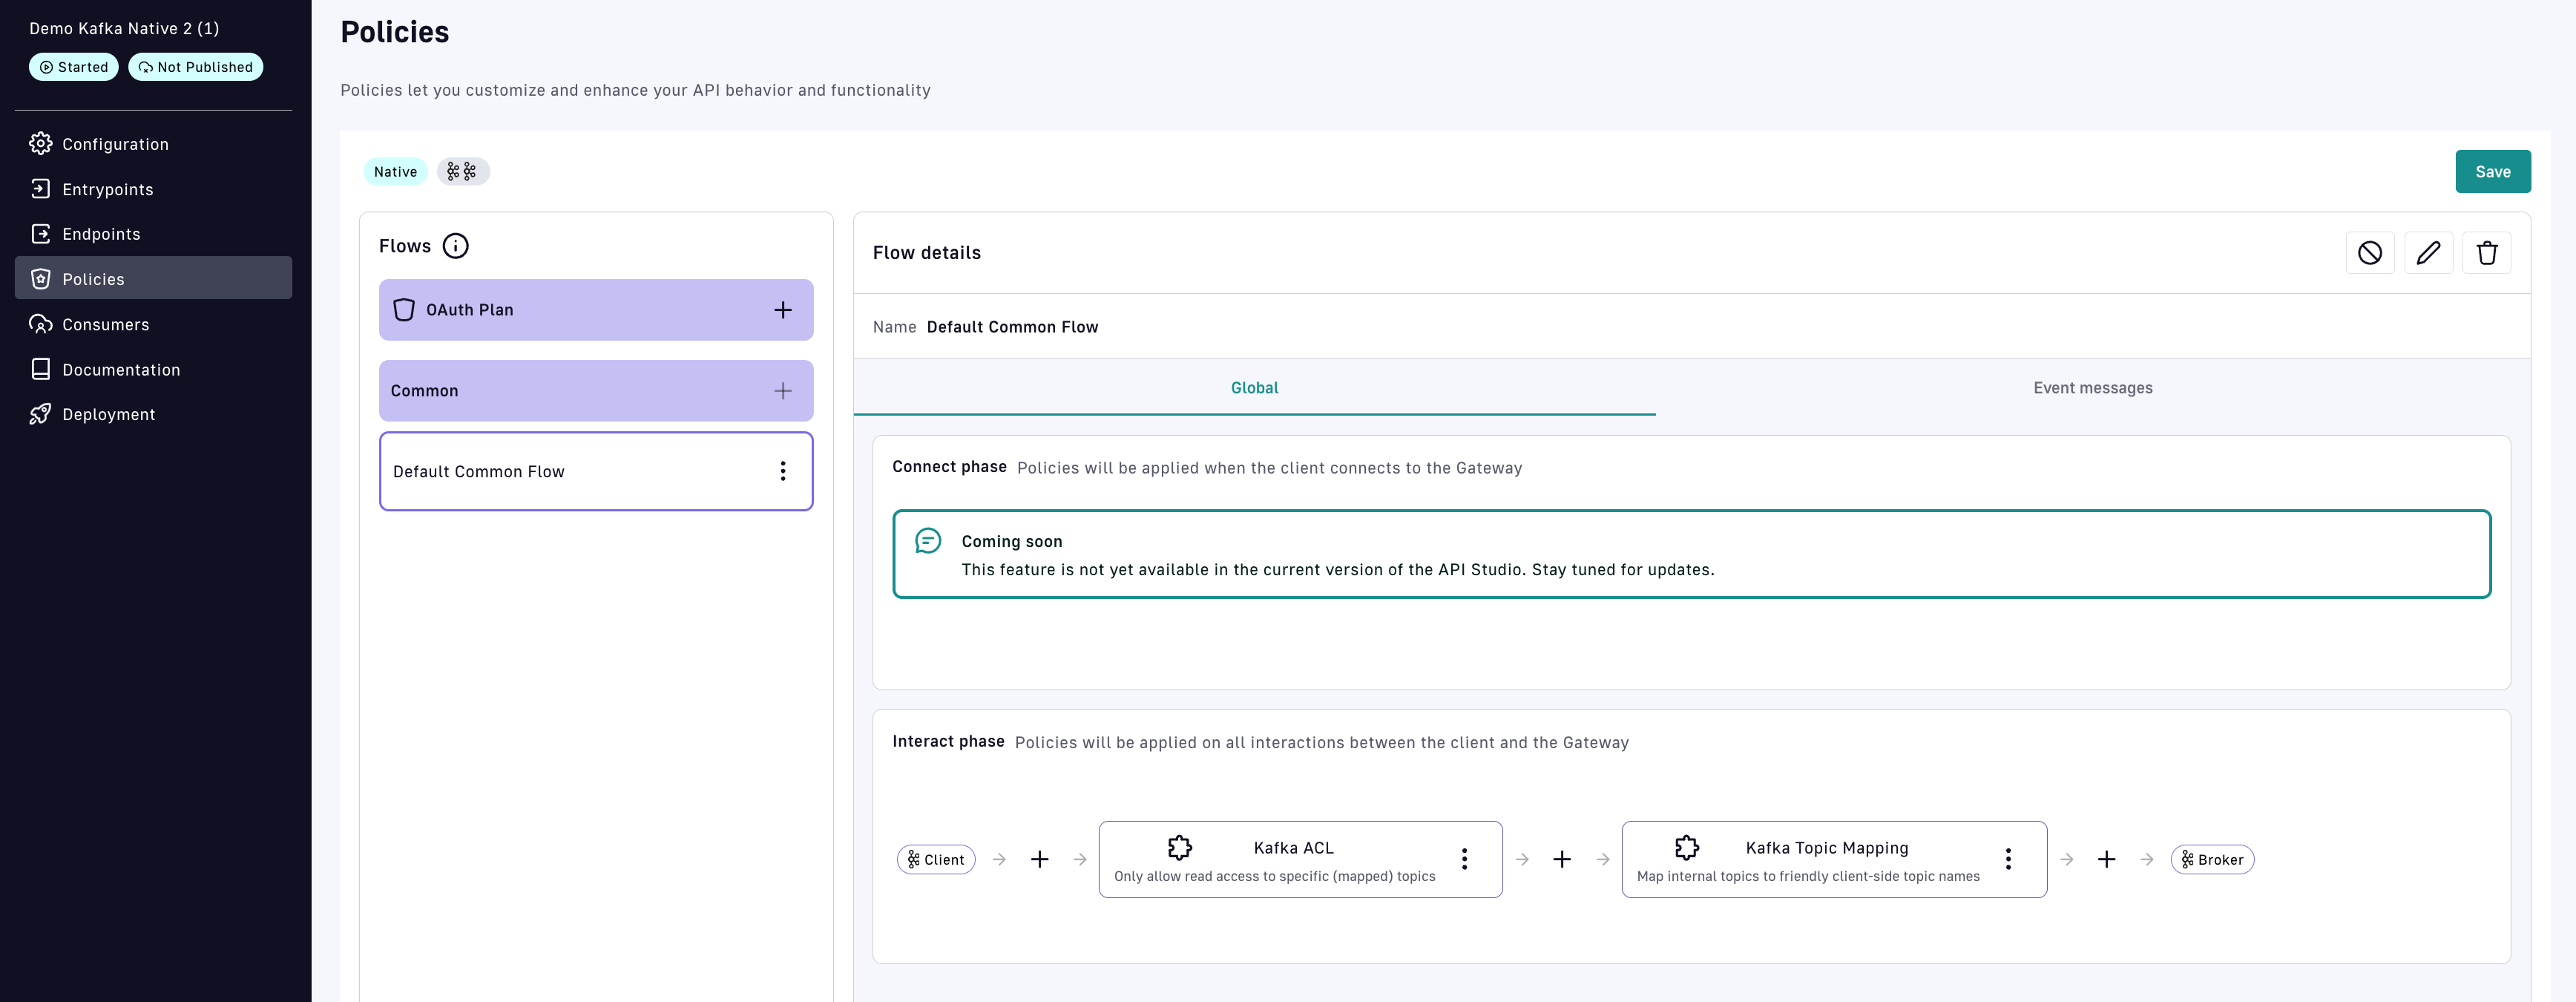 Demo Kafka Native 2 (1)
Started
Not Published
Configuration
Entrypoints
Endpoints
Policies
Consumers
Documentation
Deployment
Policies
Policies let you customize and enhance your API behavior and functionality
Native
Save
Flows
OAuth Plan
Common
Default Common Flow
Flow details
Name Default Common Flow
Global
Event messages
Connect phase Policies will be applied when the client connects to the Gateway
Coming soon
This feature is not yet available in the current version of the API Studio. Stay tuned for updates.
Interact phase Policies will be applied on all interactions between the client and the Gateway
Client
Kafka ACL
Only allow read access to specific (mapped) topics
Kafka Topic Mapping
Map internal topics to friendly client-side topic names
Broker